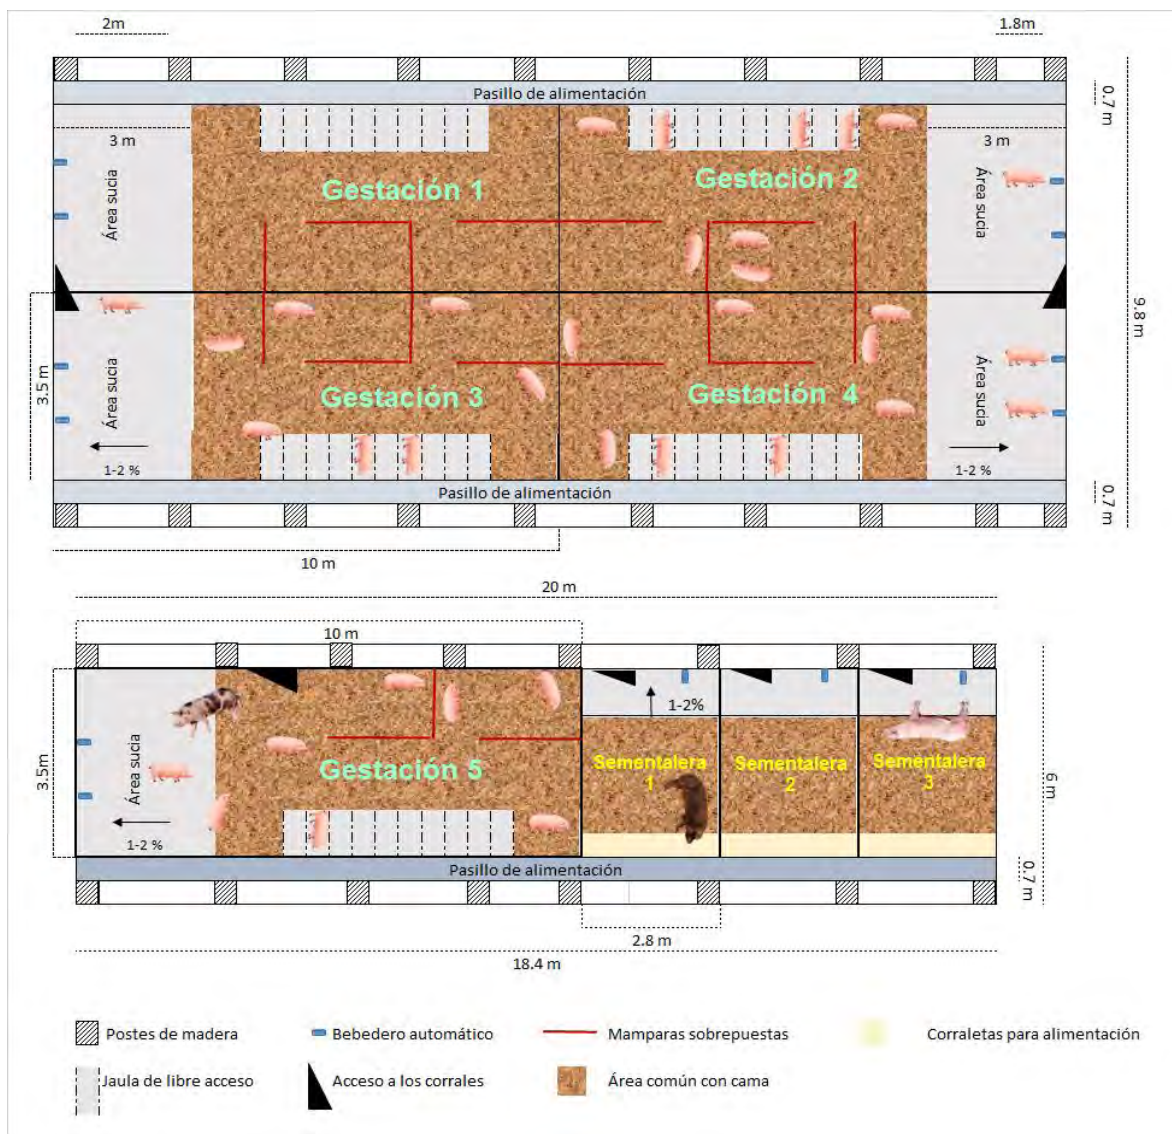 2m
1.8m
Pasillo de alimentación
0.7 m
3 m
3 m
Área sucia
Gestación 1
Gestación 2
Área sucia
9.8 m
3.5 m
Área sucia
Gestación 3
Gestación 4
Área sucia
1-2 %
1-2 %
Pasillo de alimentación
0.7 m
10 m
20 m
10 m
3.5m
Área sucia
Gestación 5
1-2 %
1-2%
Sementalera
1
Sementalera
2
Sementalera
3
6 m
Pasillo de alimentación
0.7 m
2.8 m
18.4 m
Postes de madera
Bebedero automático
Mamparas sobrepuestas
Corraletas para alimentación
Jaula de libre acceso
Acceso a los corrales
Área común con cama